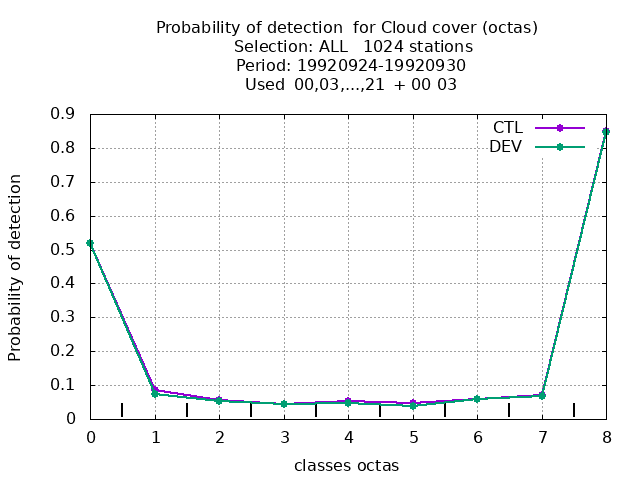 Probability of detection  for Cloud cover (octas)
Selection: ALL   1024 stations
Period: 19920924-19920930
Used  00,03,...,21  + 00 03
CTL
DEV
0.9
0.8
0.7
0.6
0.5
0.4
0.3
0.2
0.1
0
Probability of detection
0 1 2 3 4 5 6 7 8
classes octas